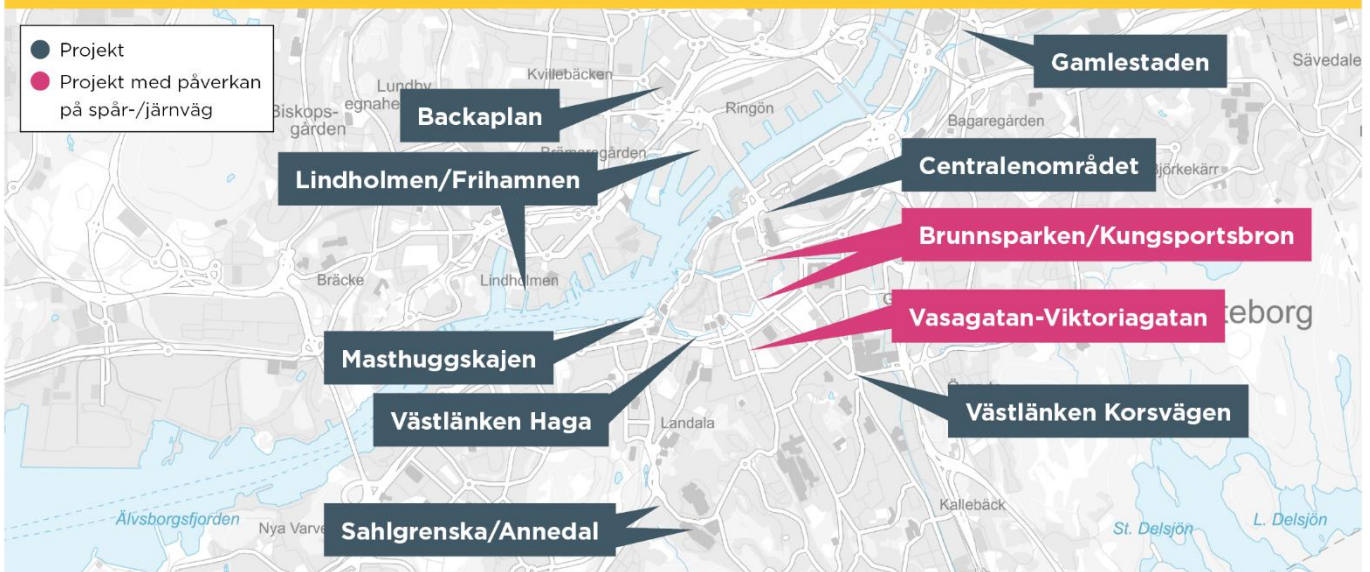 Projekt
Projekt med påverkan
på spår-/järnväg
Gamlestaden
Sävedale
Kvillebäcken
Lundby
egnahe
Biskops-
gården
Backaplan
Ringön
Bagaregården
Lindholmen/Frihamnen
Centralenområdet
Björkekärr
Brunnsparken/Kungsportsbron
Bräcke
Lindholmen
Vasagatan-Viktoriagatan
teborg
Masthuggskajen
Västlänken Haga
Landala
Västlänken Korsvägen
Kallebäck
Älvsborgsfjorden
Nya Varve
Sahlgrenska/Annedal
St. Delsjön
L. Delsjön